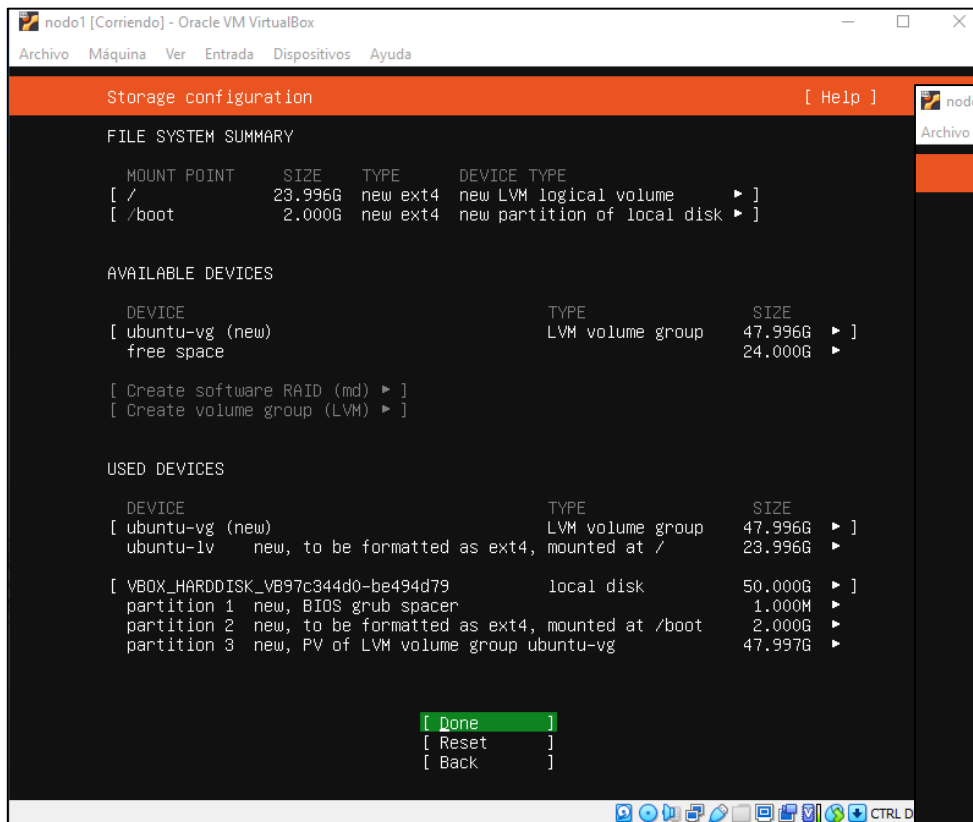 nodo1 [Corriendo] - Oracle VM VirtualBox
Archivo Máquina Ver Entrada Dispositivos Ayuda
Storage configuration [ Help ]
FILE SYSTEM SUMMARY
MOUNT POINT SIZE TYPE DEVICE TYPE
[ / 23.996G new ext4 new LVM logical volume ▸ ]
[ /boot 2.000G new ext4 new partition of local disk ▸ ]
AVAILABLE DEVICES
DEVICE TYPE SIZE
[ ubuntu-vg (new) LVM volume group 47.996G ▸ ]
free space 24.000G ▸
[ Create software RAID (md) ▸ ]
[ Create volume group (LVM) ▸ ]
USED DEVICES
DEVICE TYPE SIZE
[ ubuntu-vg (new) LVM volume group 47.996G ▸ ]
ubuntu-lv new, to be formatted as ext4, mounted at / 23.996G ▸
[ VBOX_HARDDISK_VB97c344d0-be494d79 local disk 50.000G ▸ ]
partition 1 new, BIOS grub spacer 1.000M ▸
partition 2 new, to be formatted as ext4, mounted at /boot 2.000G ▸
partition 3 new, PV of LVM volume group ubuntu-vg 47.997G ▸
[ Done ]
[ Reset ]
[ Back ]
CTRL D
nod
Archivo